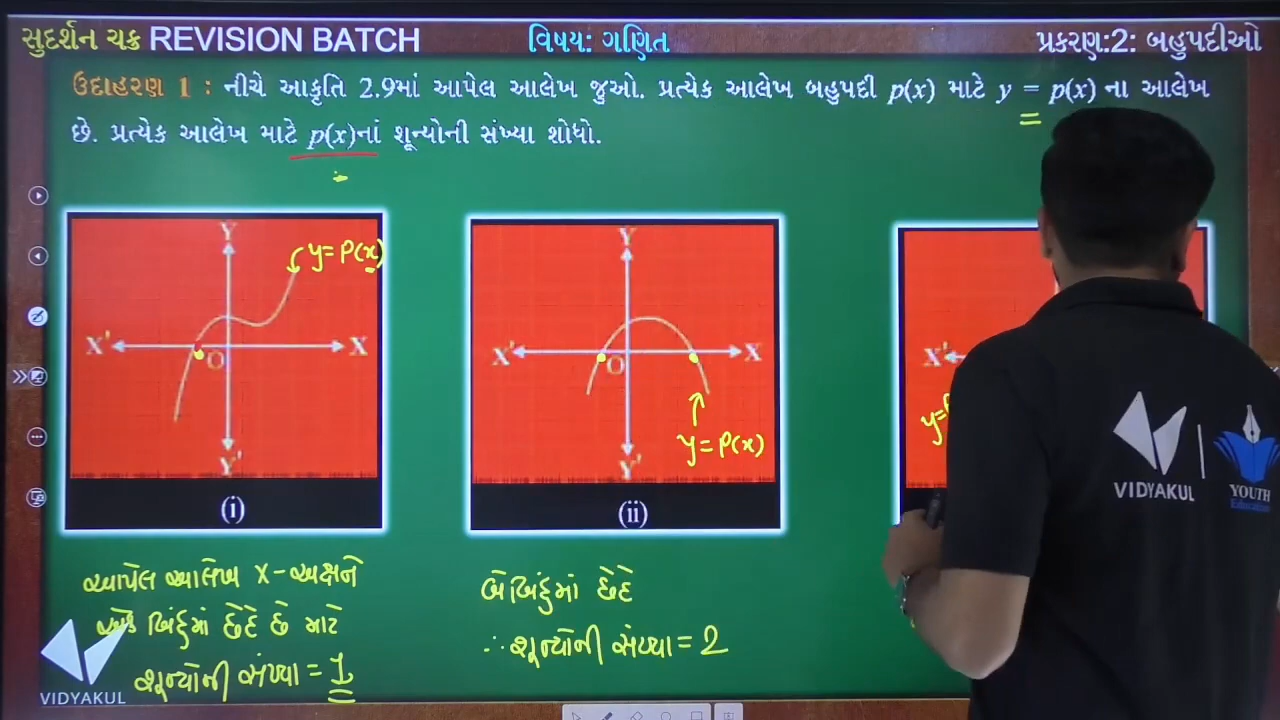 સુદર્શન ચક્ર REVISION BATCH
વિષય: ગણિત
પ્રકરણ:2: બહુપદીઓ
ઉદાહરણ 1 : નીચે આકૃતિ 2.9માં આપેલ આલેખ જુઓ. પ્રત્યેક આલેખ બહુપદી p(x) માટે y = p(x) ના આલેખ
છે. પ્રત્યેક આલેખ માટે p(x)નાં શૂન્યોની સંખ્યા શોધો.
Y
y=P(x)
X'
O
X
Y'
(i)
આપેલ આલેખ X-અક્ષને
એક બિંદુમાં છેદે છે માટે
શૂન્યોની સંખ્યા = 1
Y
X'
O
X
y=P(x)
Y'
(ii)
બે બિંદુમાં છેદે
∴ શૂન્યોની સંખ્યા = 2
X'
y=
VIDYAKUL
YOUTH
Education
VIDYAKUL